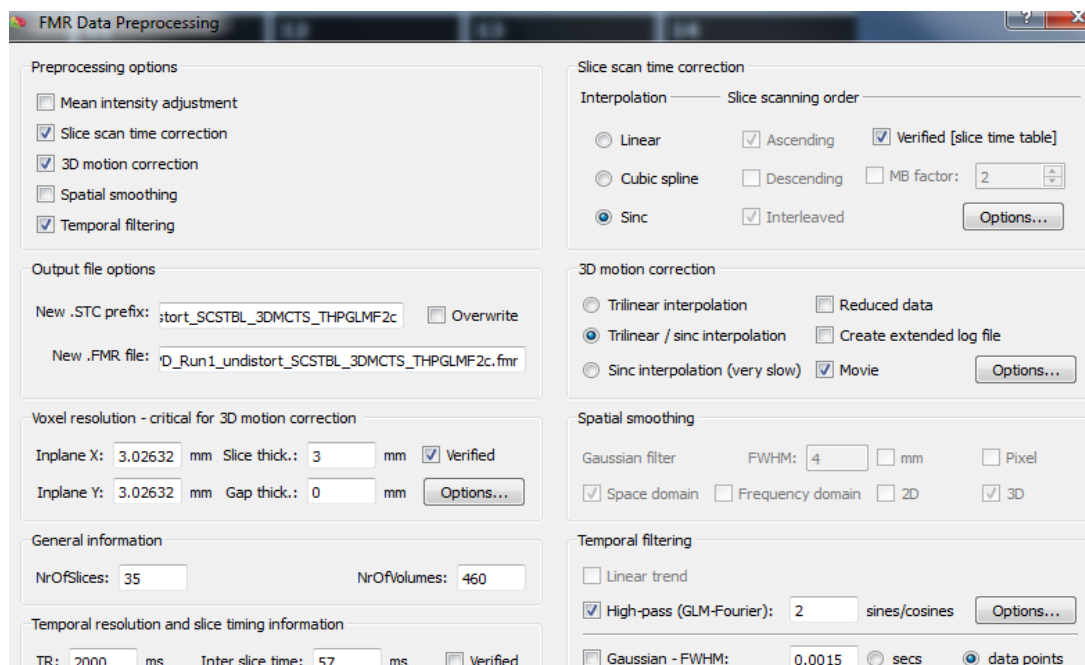 FMR Data Preprocessing
12 13 14
Preprocessing options
Mean intensity adjustment
Slice scan time correction
3D motion correction
Spatial smoothing
Temporal filtering
Output file options
New .STC prefix: stort_SCSTBL_3DMCTS_THPGLMF2c Overwrite
New .FMR file: 'D_Run1_undistort_SCSTBL_3DMCTS_THPGLMF2c.fmr
Voxel resolution - critical for 3D motion correction
Inplane X: 3.02632 mm Slice thick.: 3 mm Verified
Inplane Y: 3.02632 mm Gap thick.: 0 mm Options...
General information
NrOfSlices: 35 NrOfVolumes: 460
Temporal resolution and slice timing information
TR: 2000 ms Inter slice time: 57 ms Verified
Slice scan time correction
Interpolation Slice scanning order
Linear Ascending Verified [slice time table]
Cubic spline Descending MB factor: 2
Sinc Interleaved Options...
3D motion correction
Trilinear interpolation Reduced data
Trilinear / sinc interpolation Create extended log file
Sinc interpolation (very slow) Movie Options...
Spatial smoothing
Gaussian filter FWHM: 4 mm Pixel
Space domain Frequency domain 2D 3D
Temporal filtering
Linear trend
High-pass (GLM-Fourier): 2 sines/cosines Options...
Gaussian - FWHM: 0.0015 secs data points